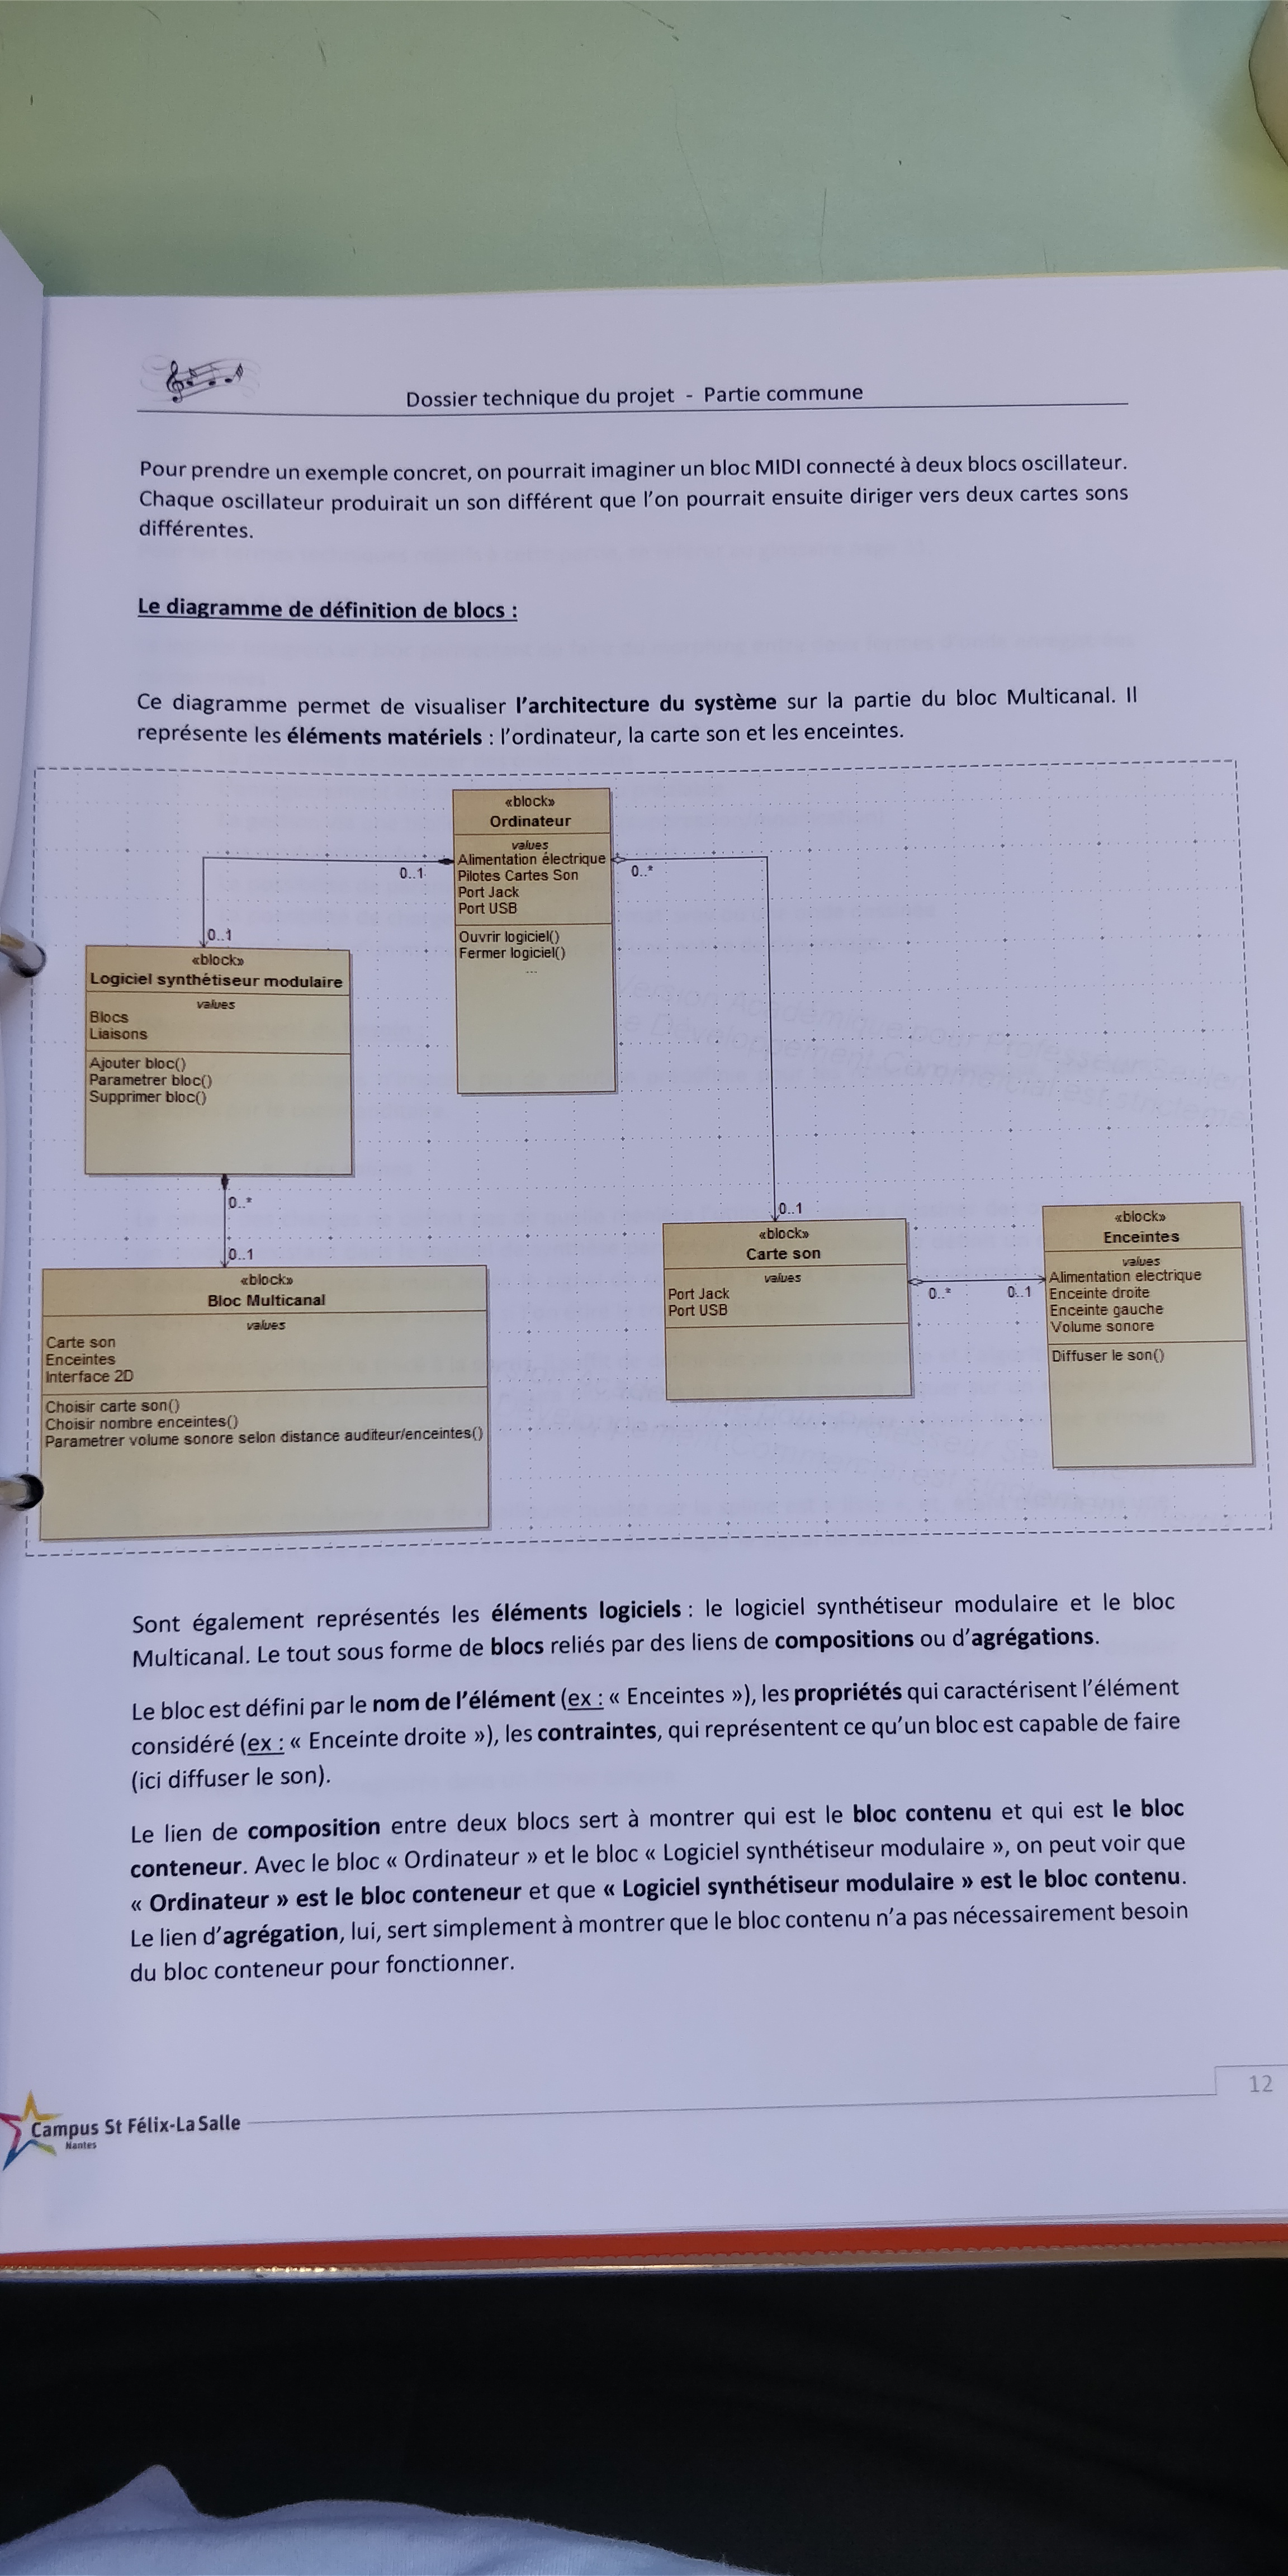 Dossier technique du projet - Partie commune
Pour prendre un exemple concret, on pourrait imaginer un bloc MIDI connecté à deux blocs oscillateur.
Chaque oscillateur produirait un son différent que l'on pourrait ensuite diriger vers deux cartes sons
différentes.
Le diagramme de définition de blocs :
Ce diagramme permet de visualiser l'architecture du système sur la partie du bloc Multicanal. Il
représente les éléments matériels : l'ordinateur, la carte son et les enceintes.
«block»
Ordinateur
values
Alimentation électrique
Pilotes Cartes Son
Port Jack
Port USB
Ouvrir logiciel()
Fermer logiciel()
...
0..1
0..*
0..1
«block»
Logiciel synthétiseur modulaire
values
Blocs
Liaisons
Ajouter bloc()
Parametrer bloc()
Supprimer bloc()
0..*
0..1
«block»
Bloc Multicanal
values
Carte son
Enceintes
Interface 2D
Choisir carte son()
Choisir nombre enceintes()
Parametrer volume sonore selon distance auditeur/enceintes()
0..1
«block»
Carte son
values
Port Jack
Port USB
0..*
0..1
«block»
Enceintes
values
Alimentation electrique
Enceinte droite
Enceinte gauche
Volume sonore
Diffuser le son()
Sont également représentés les éléments logiciels : le logiciel synthétiseur modulaire et le bloc
Multicanal. Le tout sous forme de blocs reliés par des liens de compositions ou d'agrégations.
Le bloc est défini par le nom de l'élément (ex : « Enceintes »), les propriétés qui caractérisent l'élément
considéré (ex : « Enceinte droite »), les contraintes, qui représentent ce qu'un bloc est capable de faire
(ici diffuser le son).
Le lien de composition entre deux blocs sert à montrer qui est le bloc contenu et qui est le bloc
conteneur. Avec le bloc « Ordinateur » et le bloc « Logiciel synthétiseur modulaire », on peut voir que
« Ordinateur » est le bloc conteneur et que « Logiciel synthétiseur modulaire » est le bloc contenu.
Le lien d'agrégation, lui, sert simplement à montrer que le bloc contenu n'a pas nécessairement besoin
du bloc conteneur pour fonctionner.
12
Campus St Félix-La Salle
Nantes